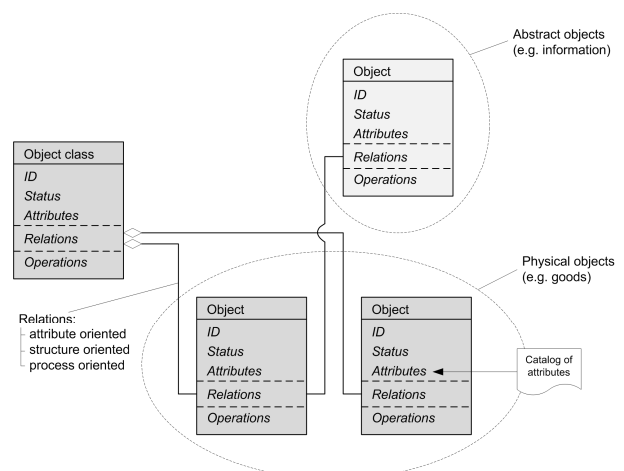 Abstract objects
(e.g. information)
Object
ID
Status
Attributes
Relations
Operations
Object class
ID
Status
Attributes
Relations
Operations
Physical objects
(e.g. goods)
Relations:
attribute oriented
structure oriented
process oriented
Object
ID
Status
Attributes
Relations
Operations
Object
ID
Status
Attributes
Relations
Operations
Catalog of
attributes